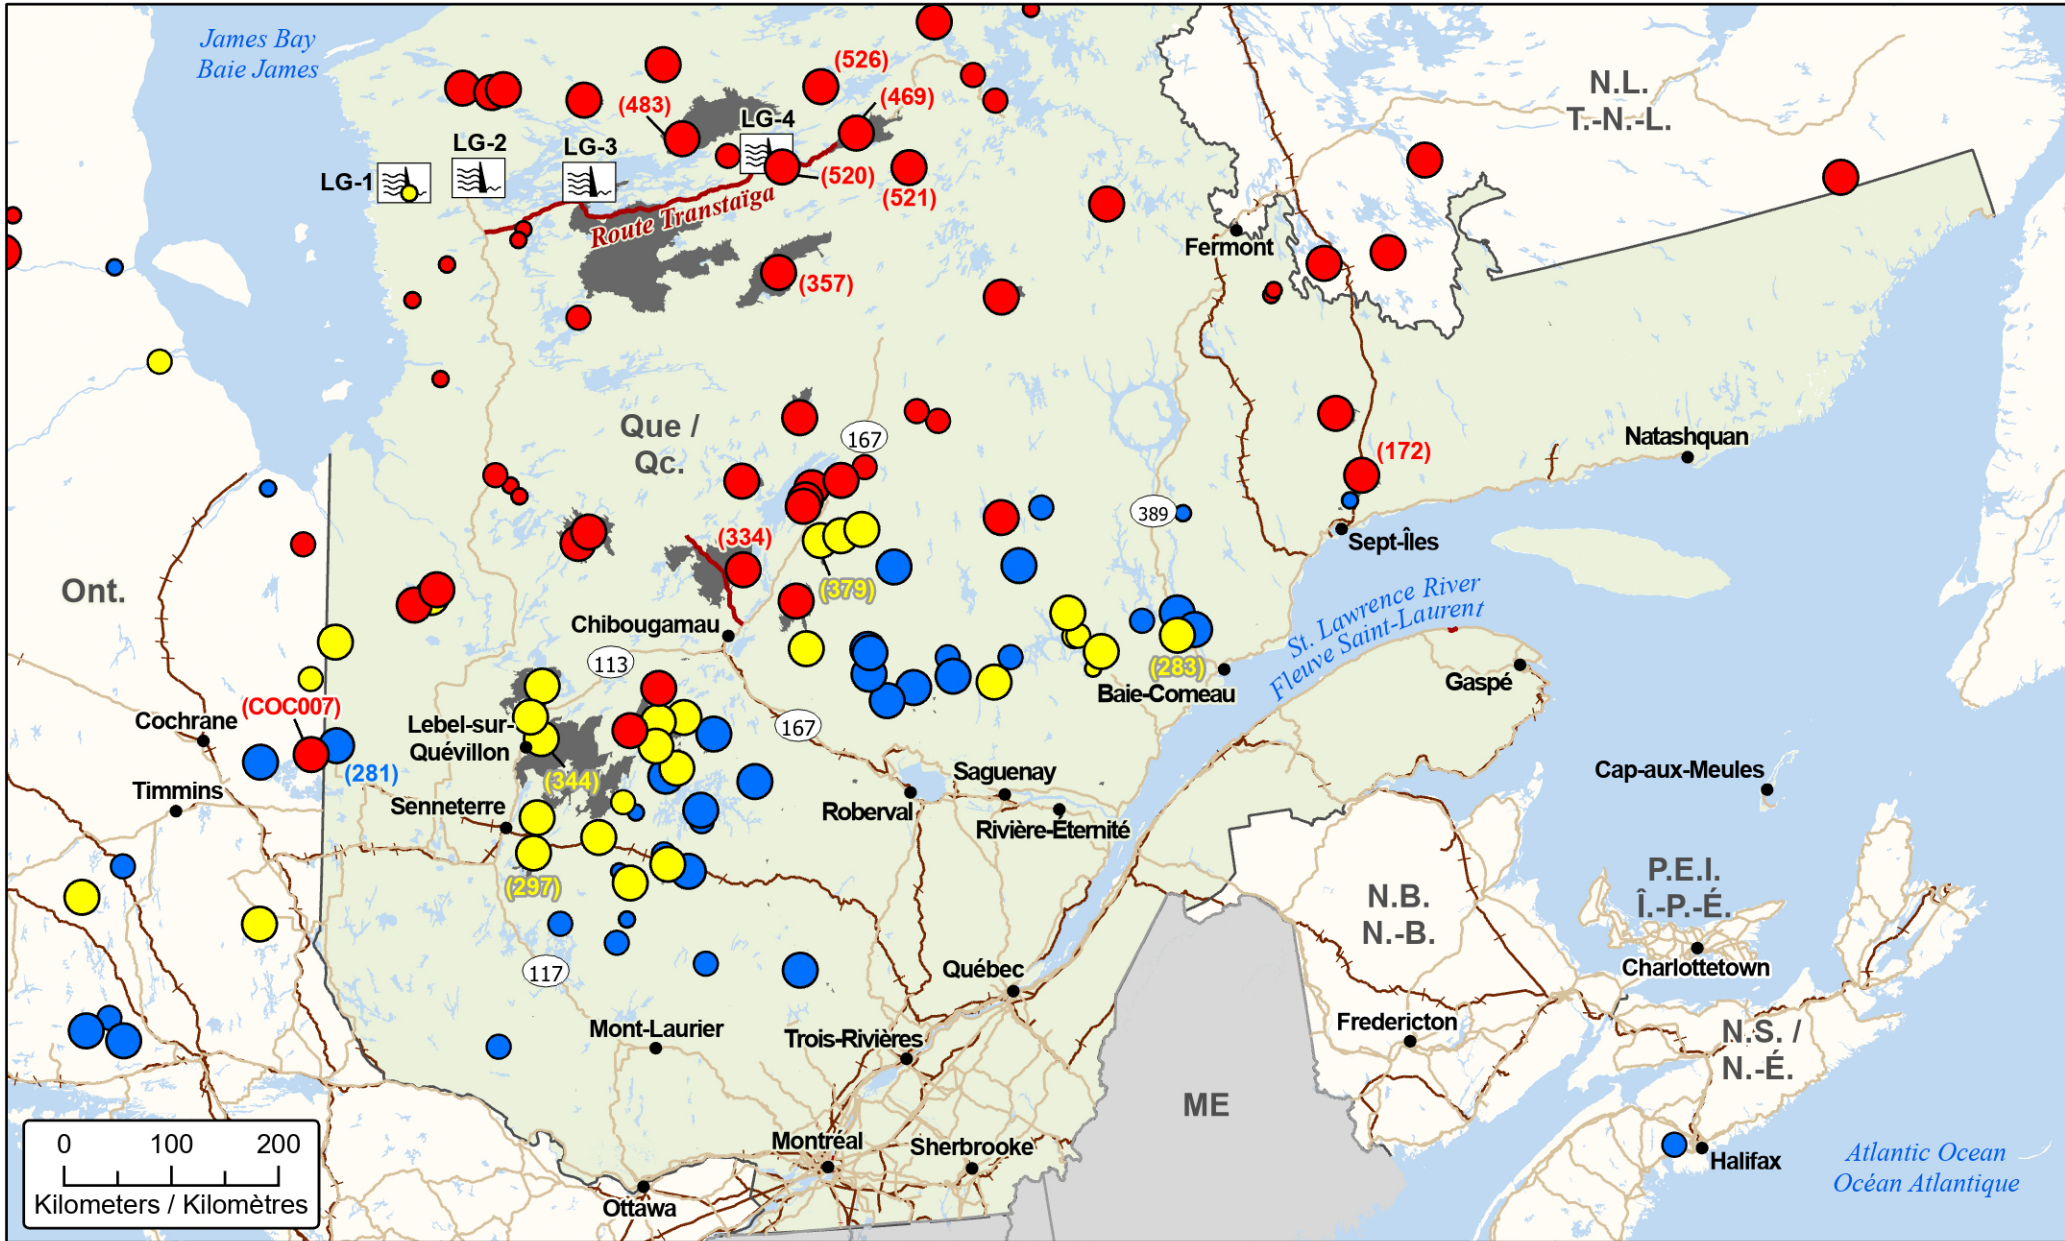 James Bay
Baie James
N.L.
T.-N.-L.
(526)
(469)
(483)
LG-4
LG-3
LG-2
LG-1
(520)
(521)
Route Transtaïga
Fermont
(357)
Que /
Qc.
167
Natashquan
(172)
389
Sept-Îles
(334)
(379)
Ont.
Chibougamau
St. Lawrence River
Fleuve Saint-Laurent
113
(283)
Baie-Comeau
Gaspé
(COC007)
Cochrane
Lebel-sur-
Quévillon
167
(281)
(344)
Saguenay
Cap-aux-Meules
Timmins
Senneterre
Roberval
Rivière-Éternité
(297)
P.E.I.
Î.-P.-É.
N.B.
N.-B.
117
Québec
Charlottetown
Mont-Laurier
Trois-Rivières
Fredericton
N.S. /
N.-É.
ME
0 100 200
Kilometers / Kilomètres
Montréal
Sherbrooke
Ottawa
Halifax
Atlantic Ocean
Océan Atlantique